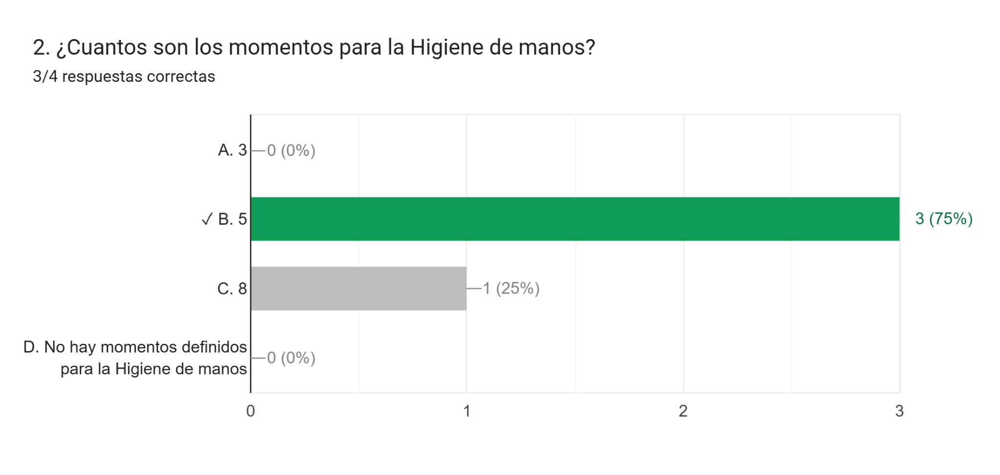 2. ¿Cuantos son los momentos para la Higiene de manos?
3/4 respuestas correctas
A. 3
0 (0%)
✓ B. 5
3 (75%)
C. 8
1 (25%)
D. No hay momentos definidos
para la Higiene de manos
0 (0%)
0
1
2
3